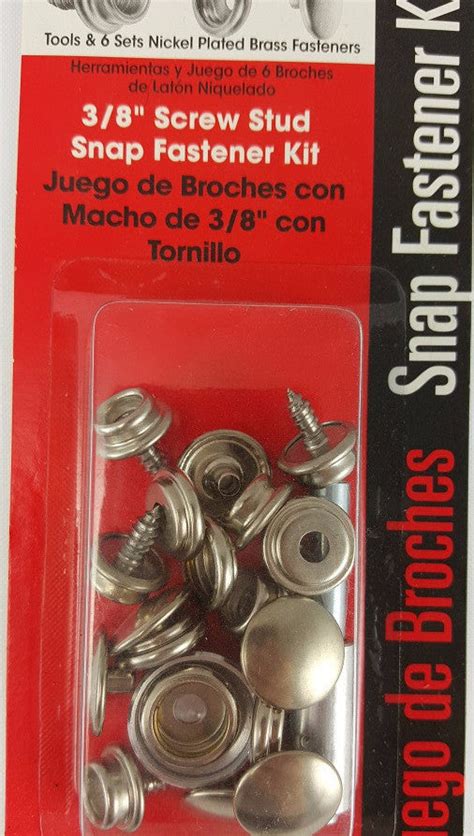 Tools & 6 Sets Nickel Plated Brass Fasteners
Herramientas y Juego de 6 Broches
de Latón Niquelado
3/8" Screw Stud
Snap Fastener Kit
Juego de Broches con
Macho de 3/8" con
Tornillo
Snap Fastener K
uego de Broches